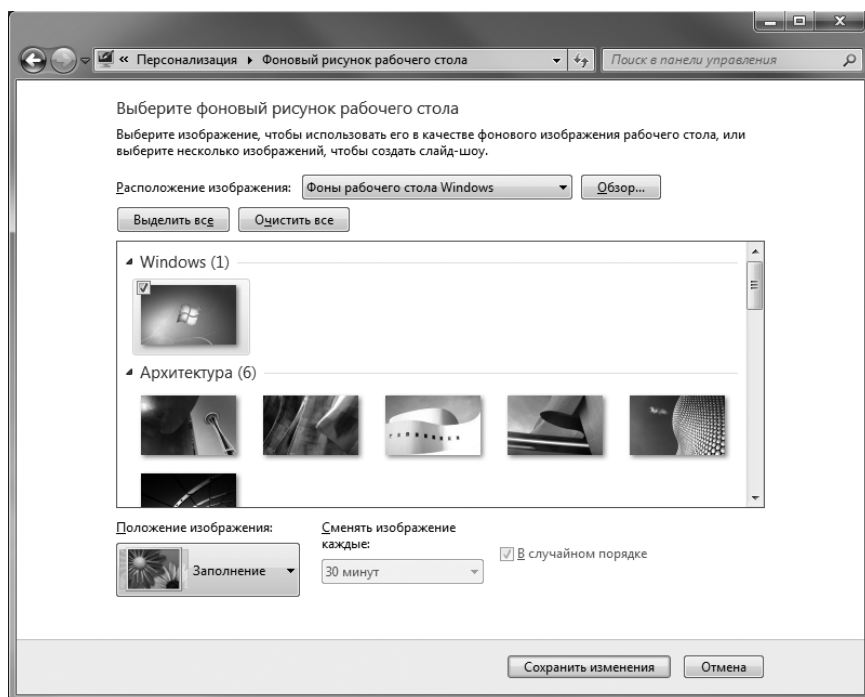 « Персонализация ▸ Фоновый рисунок рабочего стола
Поиск в панели управления
Выберите фоновый рисунок рабочего стола
Выберите изображение, чтобы использовать его в качестве фонового изображения рабочего стола, или
выберите несколько изображений, чтобы создать слайд-шоу.
Расположение изображения: Фоны рабочего стола Windows Обзор...
Выделить все Очистить все
Windows (1)
Архитектура (6)
Положение изображения:
Сменять изображение
каждые:
Заполнение
30 минут
В случайном порядке
Сохранить изменения Отмена